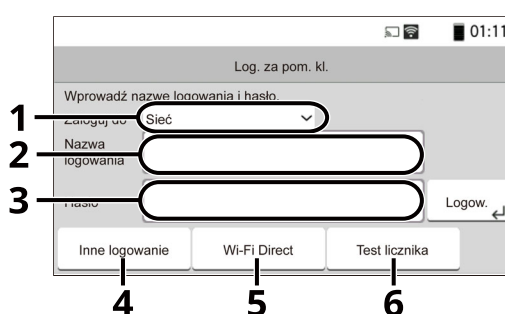 01:11
Log. za pom. kl.
Wprowadź nazwe logowania i hasło.
1 Zaloguj do Sieć
2 Nazwa logowania
3 Hasło Logow.
Inne logowanie Wi-Fi Direct Test licznika
4 5 6